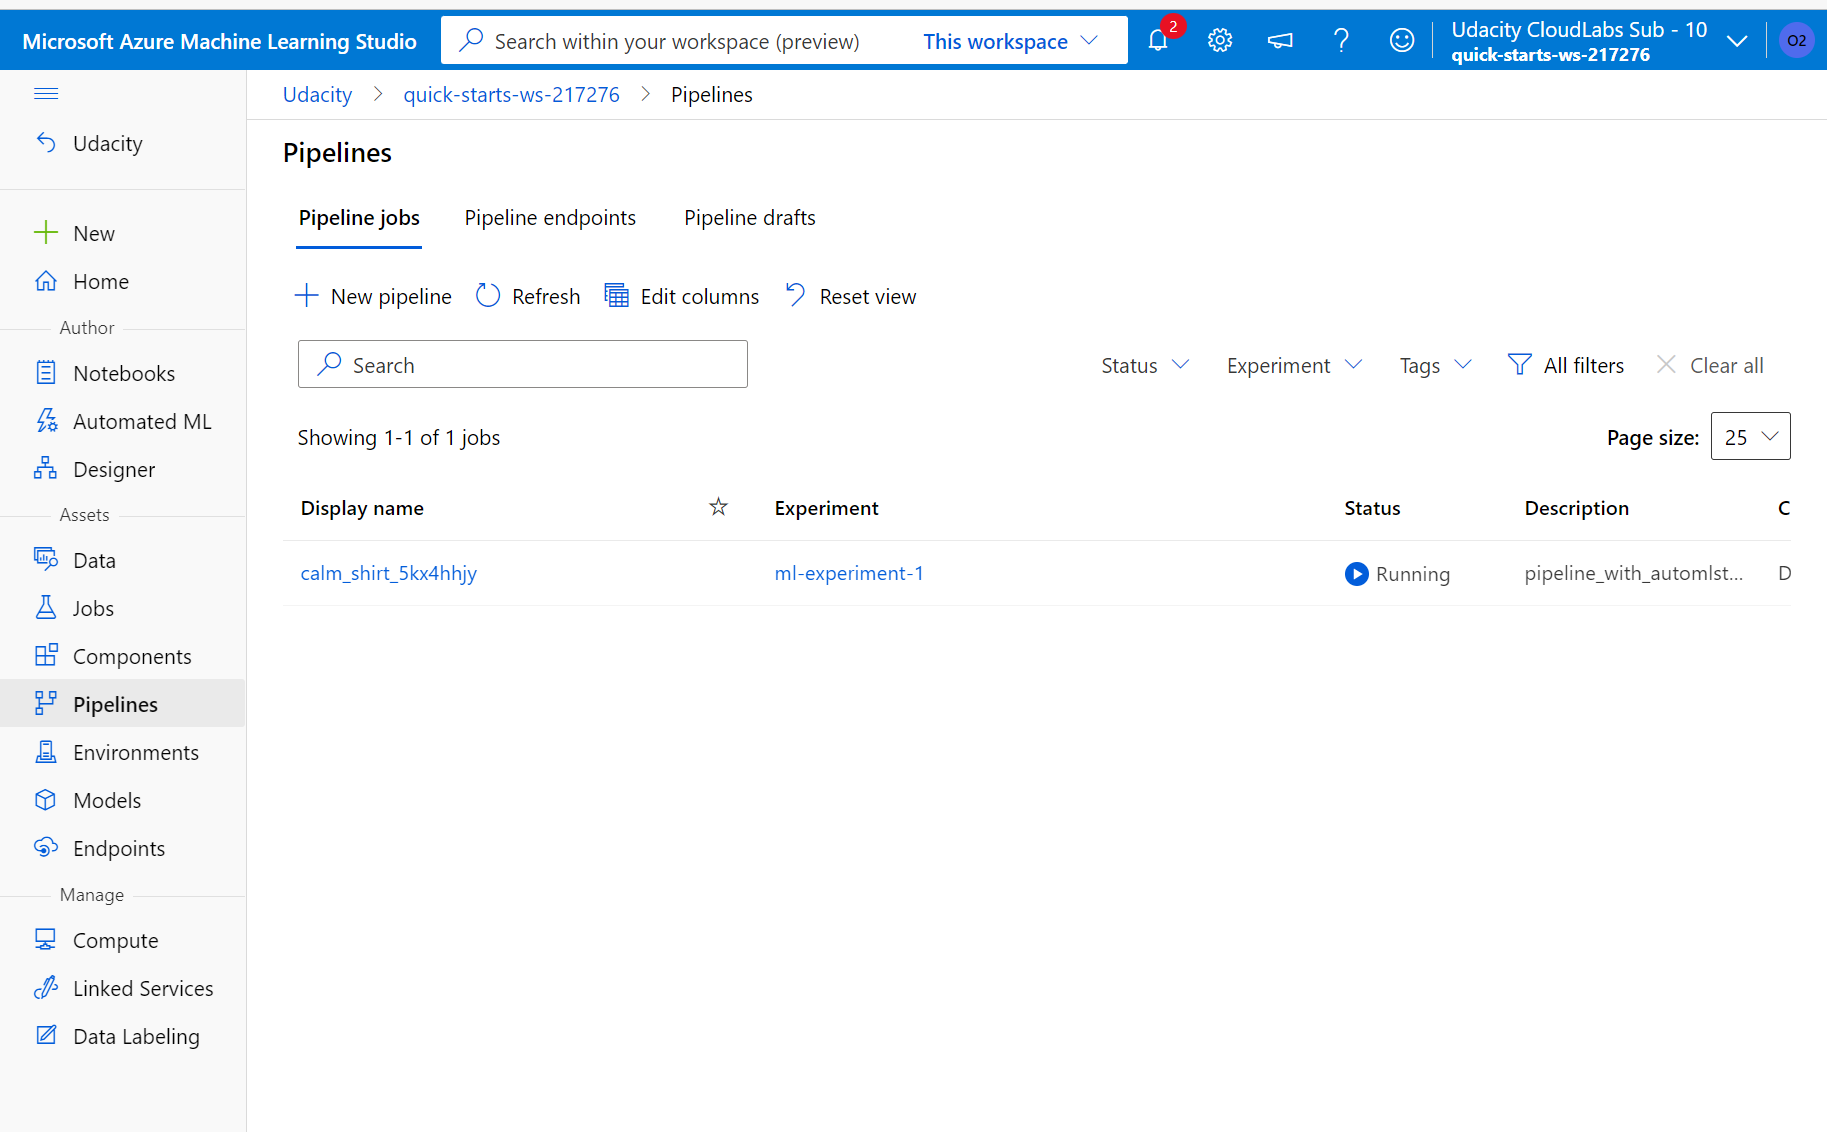 Microsoft Azure Machine Learning Studio
Search within your workspace (preview)
This workspace
2
Udacity CloudLabs Sub - 10
quick-starts-ws-217276
O2
Udacity
Udacity
quick-starts-ws-217276
Pipelines
New
Home
Author
Notebooks
Automated ML
Designer
Assets
Data
Jobs
Components
Pipelines
Environments
Models
Endpoints
Manage
Compute
Linked Services
Data Labeling
Pipelines
Pipeline jobs
Pipeline endpoints
Pipeline drafts
New pipeline
Refresh
Edit columns
Reset view
Search
Status
Experiment
Tags
All filters
Clear all
Showing 1-1 of 1 jobs
Page size:
25
Display name
Experiment
Status
Description
C
calm_shirt_5kx4hhjy
ml-experiment-1
Running
pipeline_with_automlst...
D